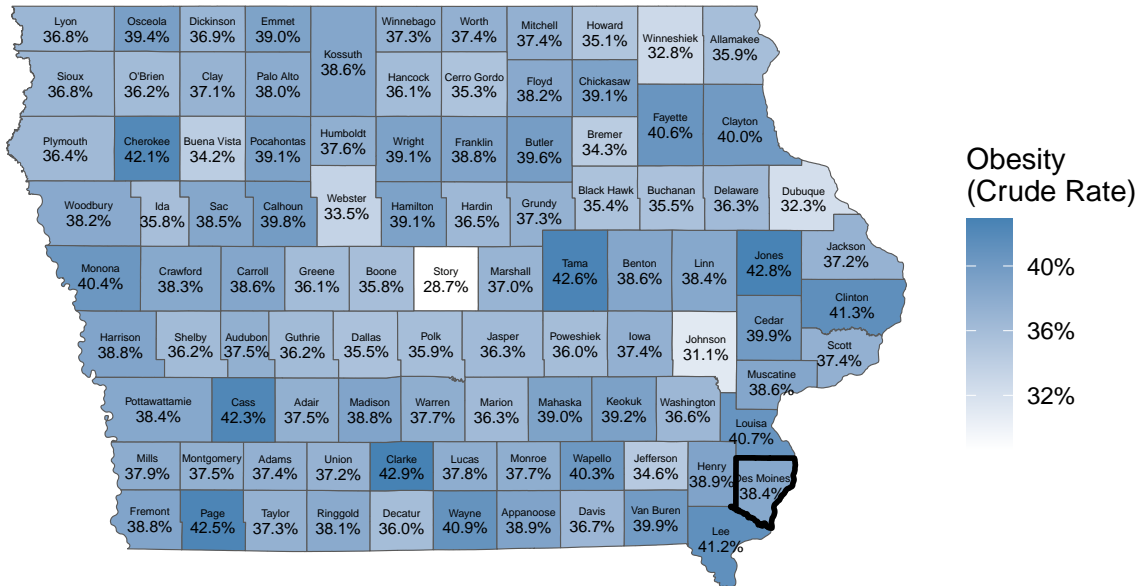 Lyon
36.8%
Osceola
39.4%
Dickinson
36.9%
Emmet
39.0%
Kossuth
38.6%
Winnebago
37.3%
Worth
37.4%
Mitchell
37.4%
Howard
35.1%
Winneshiek
32.8%
Allamakee
35.9%
Sioux
36.8%
O'Brien
36.2%
Clay
37.1%
Palo Alto
38.0%
Hancock
36.1%
Cerro Gordo
35.3%
Floyd
38.2%
Chickasaw
39.1%
Fayette
40.6%
Clayton
40.0%
Plymouth
36.4%
Cherokee
42.1%
Buena Vista
34.2%
Pocahontas
39.1%
Humboldt
37.6%
Wright
39.1%
Franklin
38.8%
Butler
39.6%
Bremer
34.3%
Woodbury
38.2%
Ida
35.8%
Sac
38.5%
Calhoun
39.8%
Webster
33.5%
Hamilton
39.1%
Hardin
36.5%
Grundy
37.3%
Black Hawk
35.4%
Buchanan
35.5%
Delaware
36.3%
Dubuque
32.3%
Monona
40.4%
Crawford
38.3%
Carroll
38.6%
Greene
36.1%
Boone
35.8%
Story
28.7%
Marshall
37.0%
Tama
42.6%
Benton
38.6%
Linn
38.4%
Jones
42.8%
Jackson
37.2%
Clinton
41.3%
Harrison
38.8%
Shelby
36.2%
Audubon
37.5%
Guthrie
36.2%
Dallas
35.5%
Polk
35.9%
Jasper
36.3%
Poweshiek
36.0%
Iowa
37.4%
Johnson
31.1%
Cedar
39.9%
Scott
37.4%
Muscatine
38.6%
Pottawattamie
38.4%
Cass
42.3%
Adair
37.5%
Madison
38.8%
Warren
37.7%
Marion
36.3%
Mahaska
39.0%
Keokuk
39.2%
Washington
36.6%
Louisa
40.7%
Mills
37.9%
Montgomery
37.5%
Adams
37.4%
Union
37.2%
Clarke
42.9%
Lucas
37.8%
Monroe
37.7%
Wapello
40.3%
Jefferson
34.6%
Henry
38.9%
Des Moines
38.4%
Fremont
38.8%
Page
42.5%
Taylor
37.3%
Ringgold
38.1%
Decatur
36.0%
Wayne
40.9%
Appanoose
38.9%
Davis
36.7%
Van Buren
39.9%
Lee
41.2%
Obesity
(Crude Rate)
40%
36%
32%